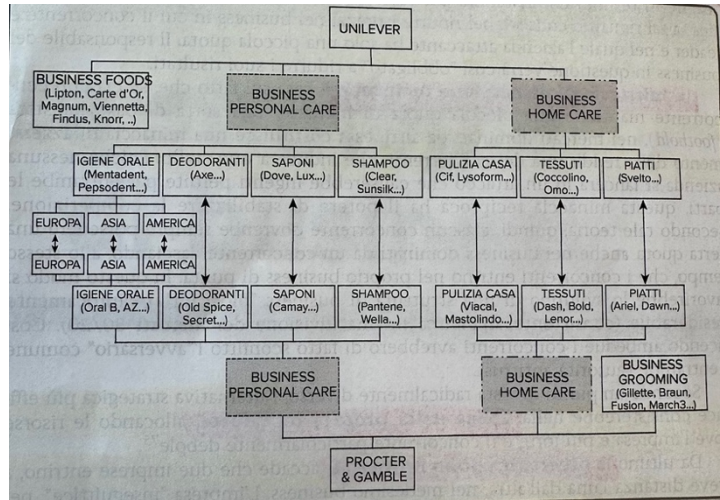 UNILEVER
BUSINESS FOODS
(Lipton, Carte d'Or,
Magnum, Viennetta,
Findus, Knorr, ..)
BUSINESS
PERSONAL CARE
BUSINESS
HOME CARE
IGIENE ORALE
(Mentadent,
Pepsodent...)
DEODORANTI
(Axe...)
SAPONI
(Dove, Lux...)
SHAMPOO
(Clear,
Sunsilk...)
PULIZIA CASA
(Cif, Lysoform...)
TESSUTI
(Coccolino,
Omo...)
PIATTI
(Svelto...)
EUROPA
ASIA
AMERICA
EUROPA
ASIA
AMERICA
IGIENE ORALE
(Oral B, AZ...)
DEODORANTI
(Old Spice,
Secret...)
SAPONI
(Camay...)
SHAMPOO
(Pantene,
Wella...)
PULIZIA CASA
(Viacal,
Mastolindo...)
TESSUTI
(Dash, Bold,
Lenor...)
PIATTI
(Ariel, Dawn...)
BUSINESS
PERSONAL CARE
BUSINESS
HOME CARE
BUSINESS
GROOMING
(Gillette, Braun,
Fusion, March3...)
PROCTER
& GAMBLE